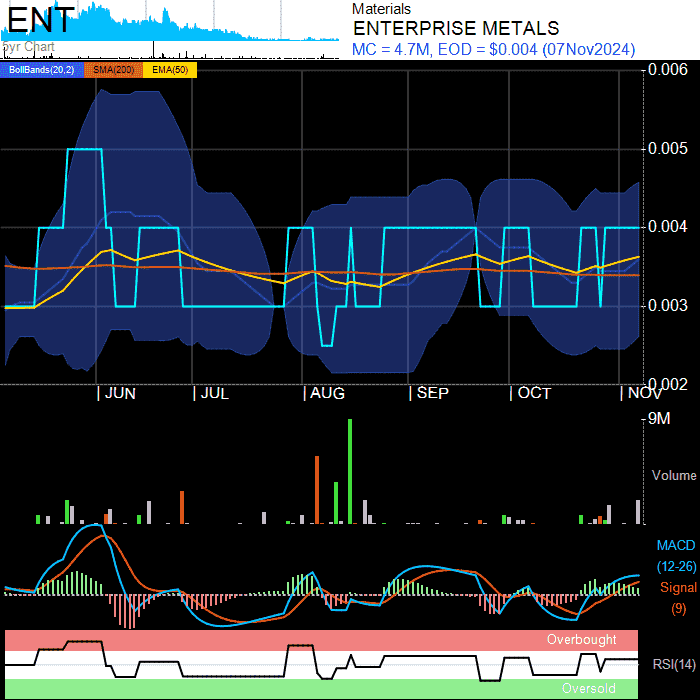 ENT
5yr Chart
Materials
ENTERPRISE METALS
MC = 4.7M, EOD = $0.004 (07Nov2024)
BollBands(20,2) SMA(200) EMA(50)
0.006
0.005
0.004
0.003
0.002
JUN JUL AUG SEP OCT NOV
9M
Volume
MACD
(12-26)
Signal
(9)
Overbought
RSI(14)
Oversold